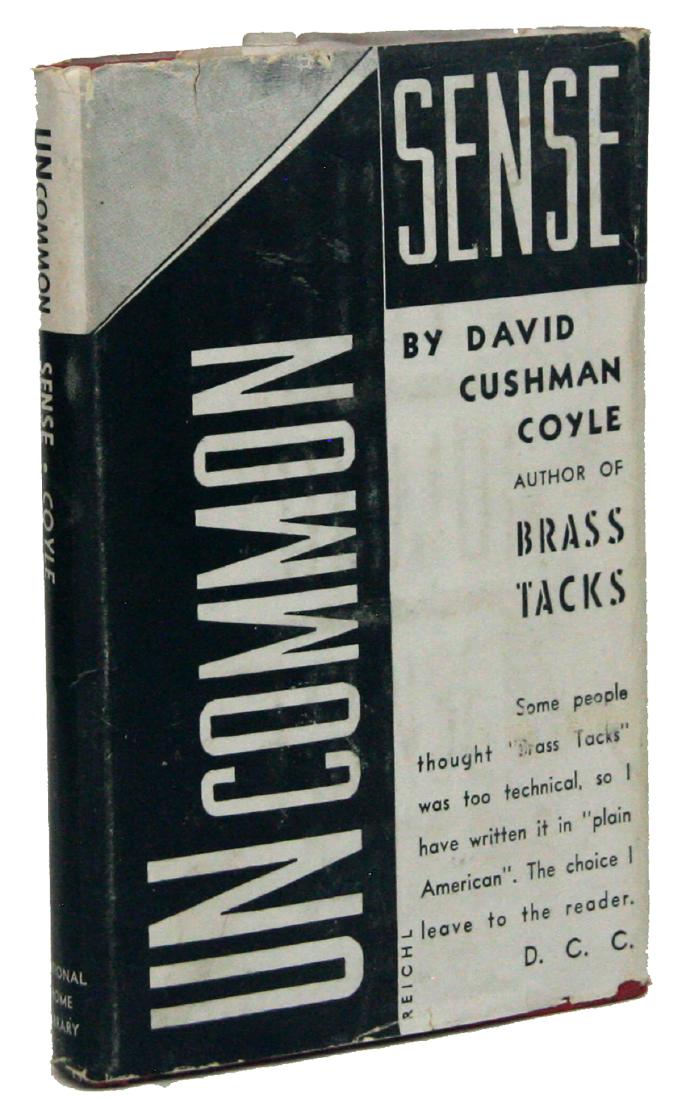 UNCOMMON SENSE • COYLE
UNCOMMON
SENSE
BY DAVID
CUSHMAN
COYLE
AUTHOR OF
BRASS
TACKS
Some people
thought "Brass Tacks"
was too technical, so I
have written it in "plain
American". The choice I
leave to the reader.
D. C. C.
REICHL